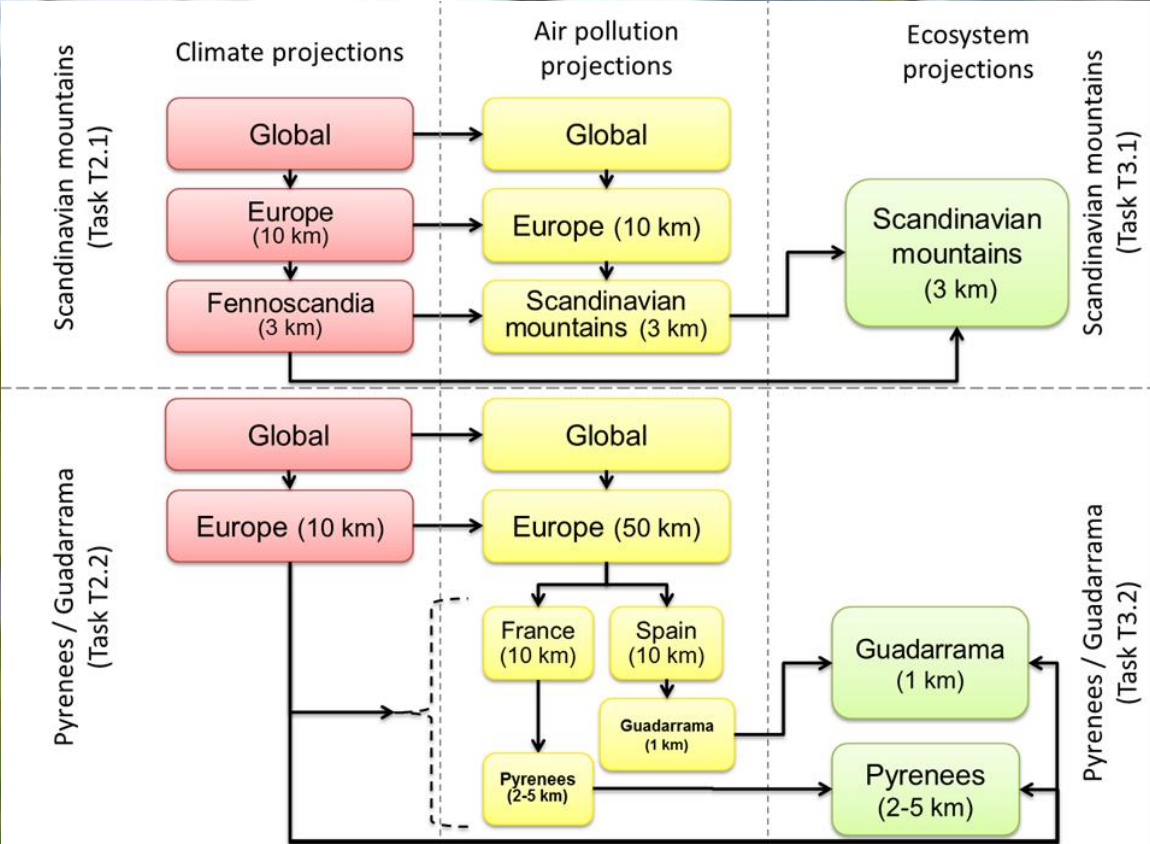 Climate projections
Air pollution
projections
Ecosystem
projections
Scandinavian mountains
(Task T2.1)
Global
Global
Europe
(10 km)
Europe (10 km)
Fennoscandia
(3 km)
Scandinavian
mountains (3 km)
Scandinavian
mountains
(3 km)
Scandinavian mountains
(Task T3.1)
Pyrenees / Guadarrama
(Task T2.2)
Global
Global
Europe (10 km)
Europe (50 km)
France
(10 km)
Spain
(10 km)
Guadarrama
(1 km)
Pyrenees
(2-5 km)
Guadarrama
(1 km)
Pyrenees
(2-5 km)
Pyrenees / Guadarrama
(Task T3.2)